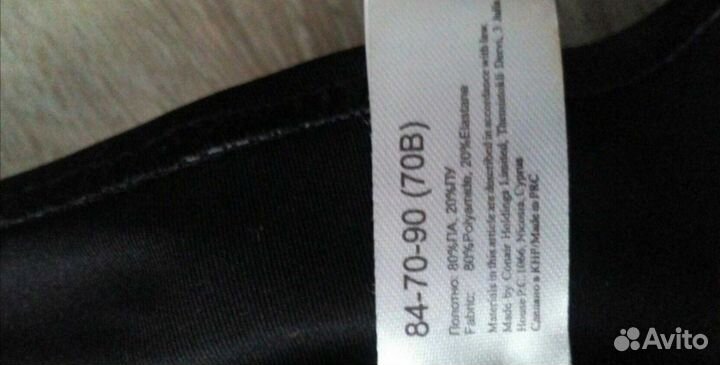 84-70-90 (70B)
Полотно: 80%ПА, 20%ПУ
Fabric: 80%Polyamide, 20%Elastane
Materials in this article are described in accordance with law.
Made by Conair Holdings Limited, Themistokli Dervi, 3 Julia
House P.C. 1066, Nicosia, Cyprus
Сделано в КНР/Made in PRC
Avito